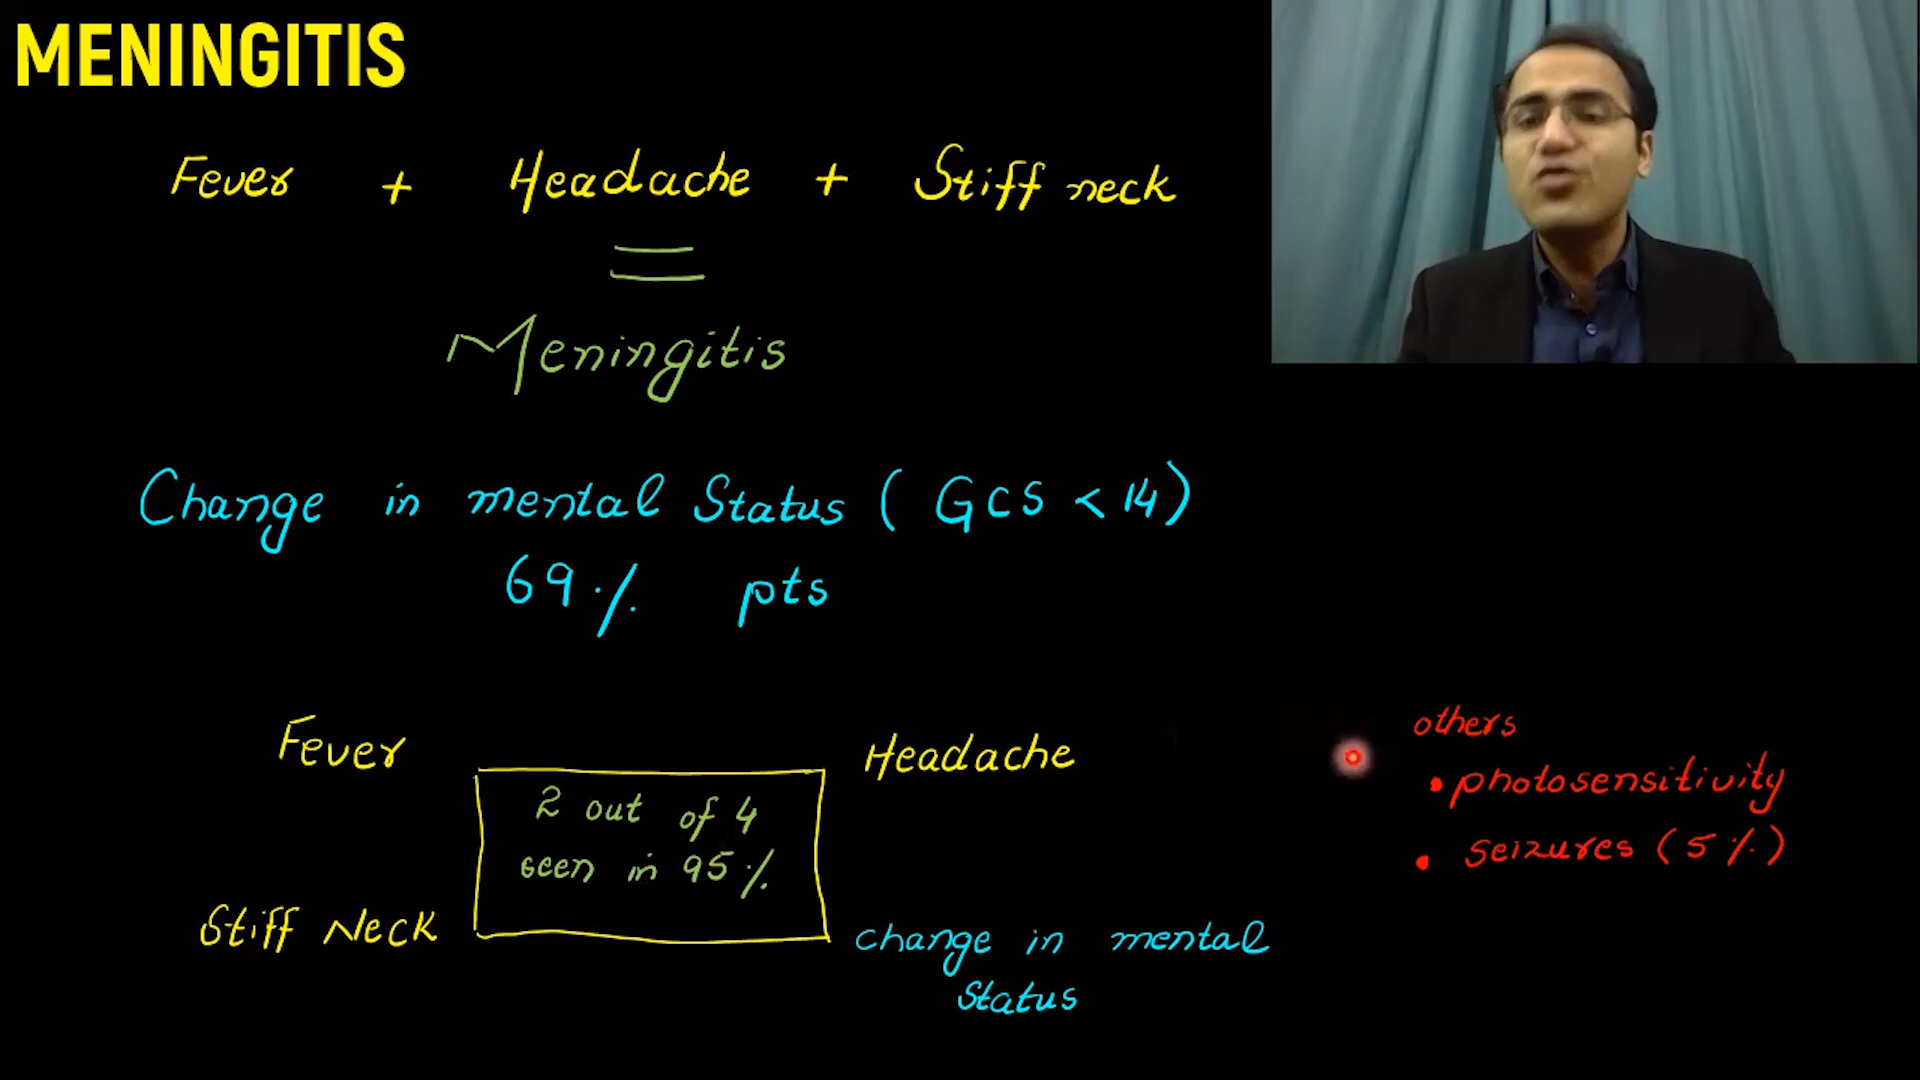 MENINGITIS
Fever + Headache + Stiff neck
=
Meningitis
Change in mental Status ( GCS < 14)
69% pts
Fever
Headache
2 out of 4
seen in 95%
Stiff Neck
change in mental
Status
others
• photosensitivity
• seizures (5%)